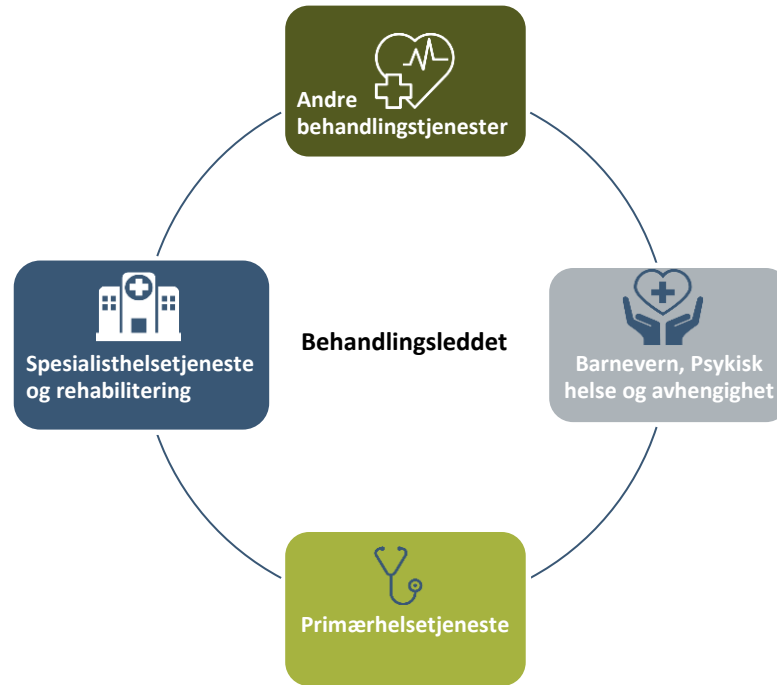 Andre
behandlingstjenester
Spesialisthelsetjeneste
og rehabilitering
Behandlingsleddet
Barnevern, Psykisk
helse og avhengighet
Primærhelsetjeneste